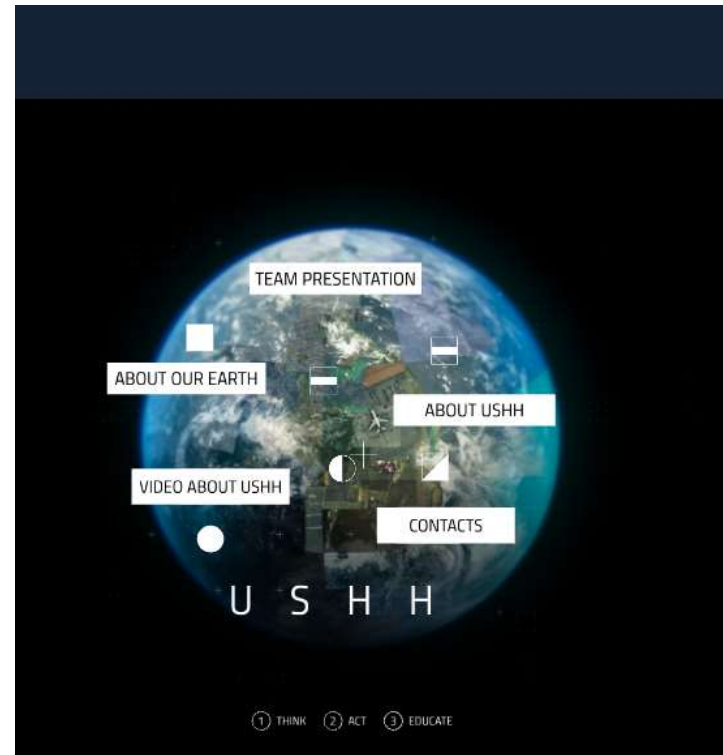 TEAM PRESENTATION
ABOUT OUR EARTH
ABOUT USHH
VIDEO ABOUT USHH
CONTACTS
U S H H
1 THINK 2 ACT 3 EDUCATE